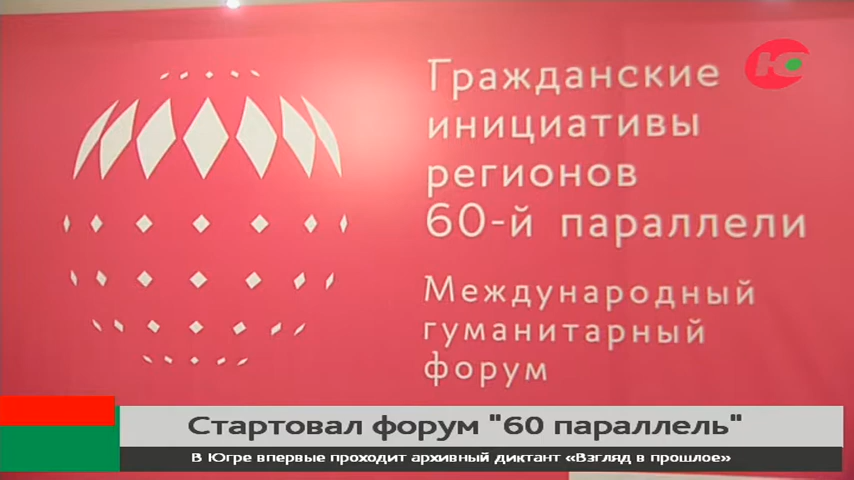 Гражданские
инициативы
регионов
60-й параллели
Международный
гуманитарный
форум
Ю
Стартовал форум "60 параллель"
В Югре впервые проходит архивный диктант «Взгляд в прошлое»